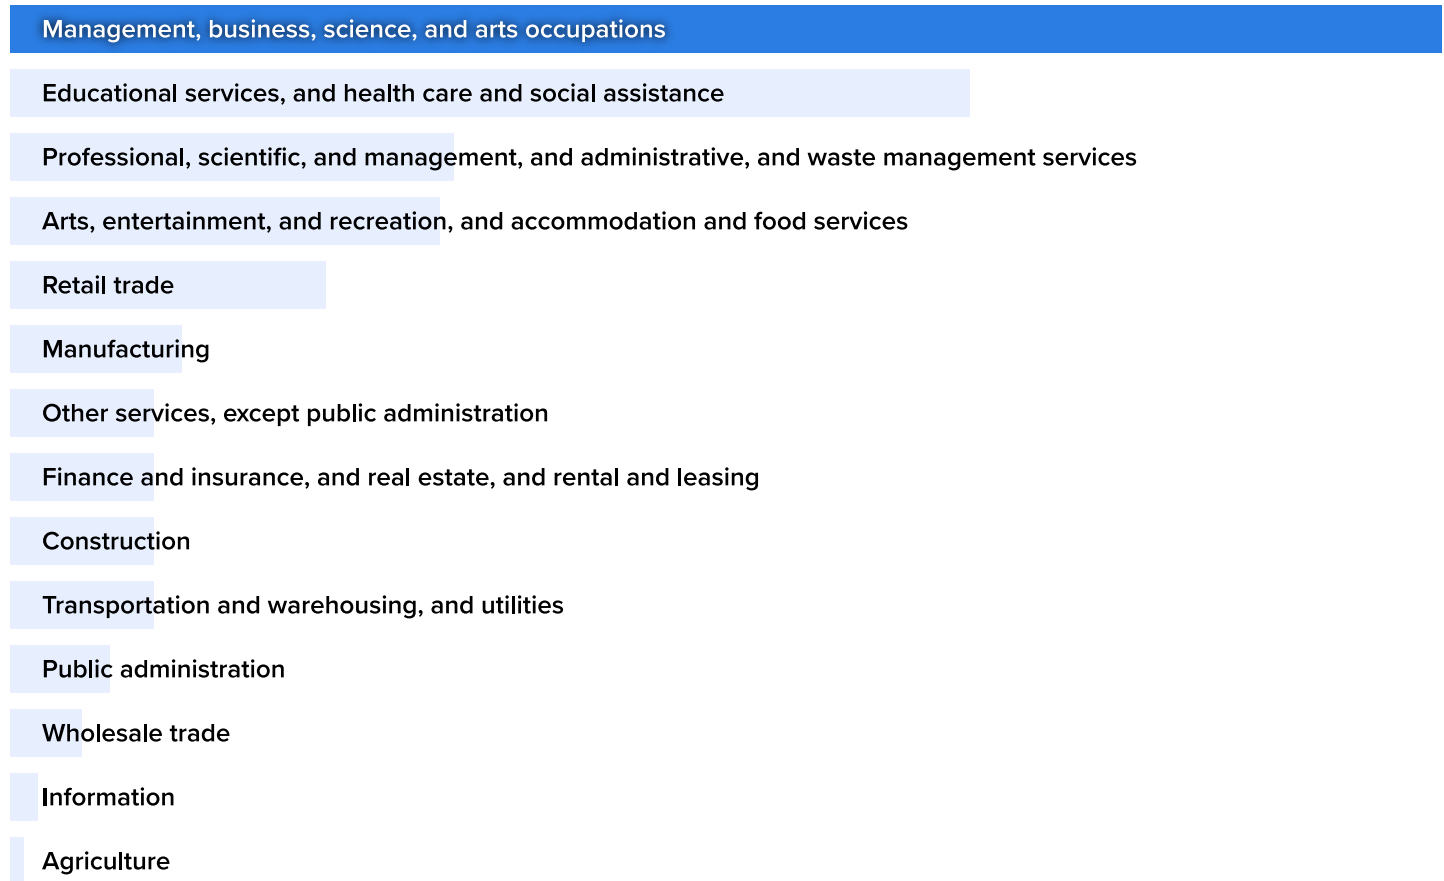 Management, business, science, and arts occupations
Educational services, and health care and social assistance
Professional, scientific, and management, and administrative, and waste management services
Arts, entertainment, and recreation, and accommodation and food services
Retail trade
Manufacturing
Other services, except public administration
Finance and insurance, and real estate, and rental and leasing
Construction
Transportation and warehousing, and utilities
Public administration
Wholesale trade
Information
Agriculture